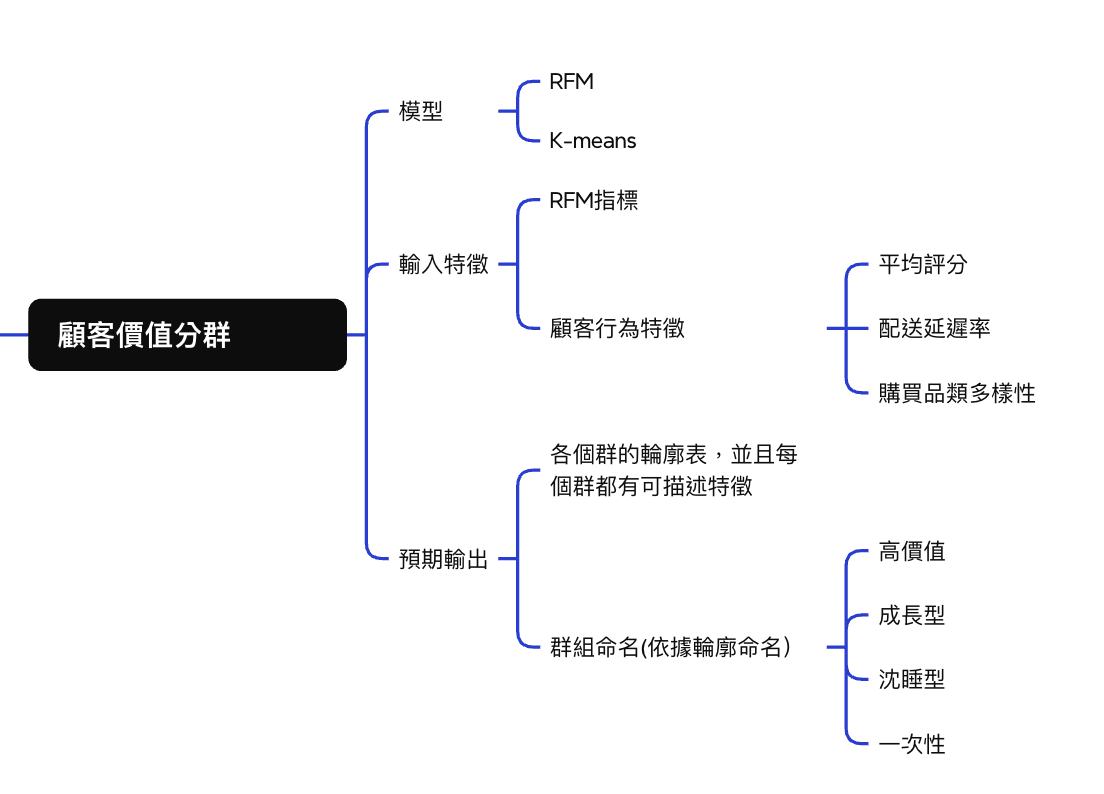 顧客價值分群
模型
RFM
K-means
輸入特徵
RFM指標
顧客行為特徵
平均評分
配送延遲率
購買品類多樣性
預期輸出
各個群的輪廓表，並且每
個群都有可描述特徵
群組命名(依據輪廓命名）
高價值
成長型
沈睡型
一次性